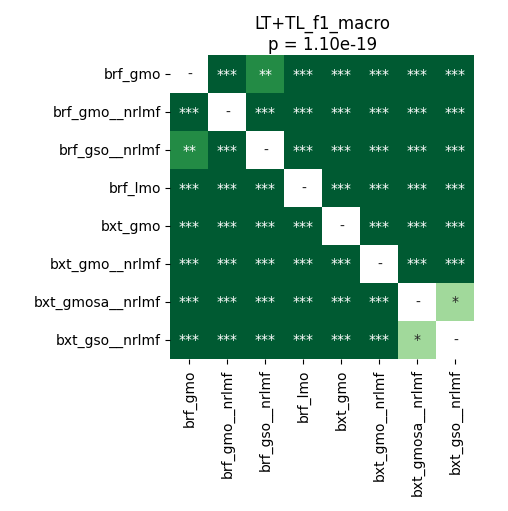 LT+TL_f1_macro
p = 1.10e-19
brf_gmo - *** ** *** *** *** *** ***
brf_gmo__nrlmf *** - *** *** *** *** *** ***
brf_gso__nrlmf ** *** - *** *** *** *** ***
brf_lmo *** *** *** - *** *** *** ***
bxt_gmo *** *** *** *** - *** *** ***
bxt_gmo__nrlmf *** *** *** *** *** - *** ***
bxt_gmosa__nrlmf *** *** *** *** *** *** - *
bxt_gso__nrlmf *** *** *** *** *** *** * -
brf_gmo
brf_gmo__nrlmf
brf_gso__nrlmf
brf_lmo
bxt_gmo
bxt_gmo__nrlmf
bxt_gmosa__nrlmf
bxt_gso__nrlmf